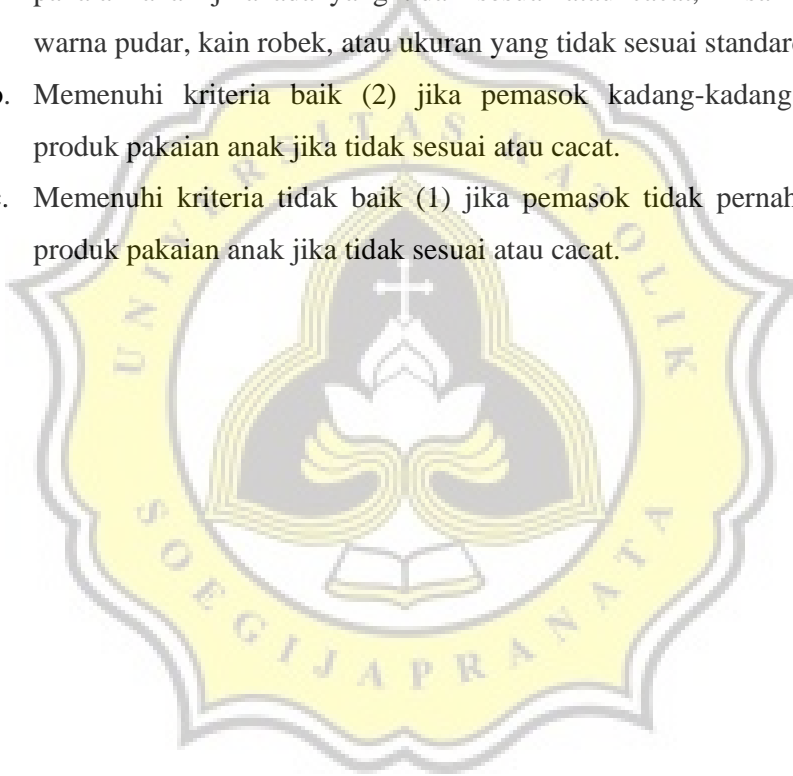 warna pudar, kain robek, atau ukuran yang tidak sesuai standar
b. Memenuhi kriteria baik (2) jika pemasok kadang-kadang
produk pakaian anak jika tidak sesuai atau cacat.
c. Memenuhi kriteria tidak baik (1) jika pemasok tidak pernah
produk pakaian anak jika tidak sesuai atau cacat.
UNIVERSITAS KATOLIK
SOEGIJAPRANATA